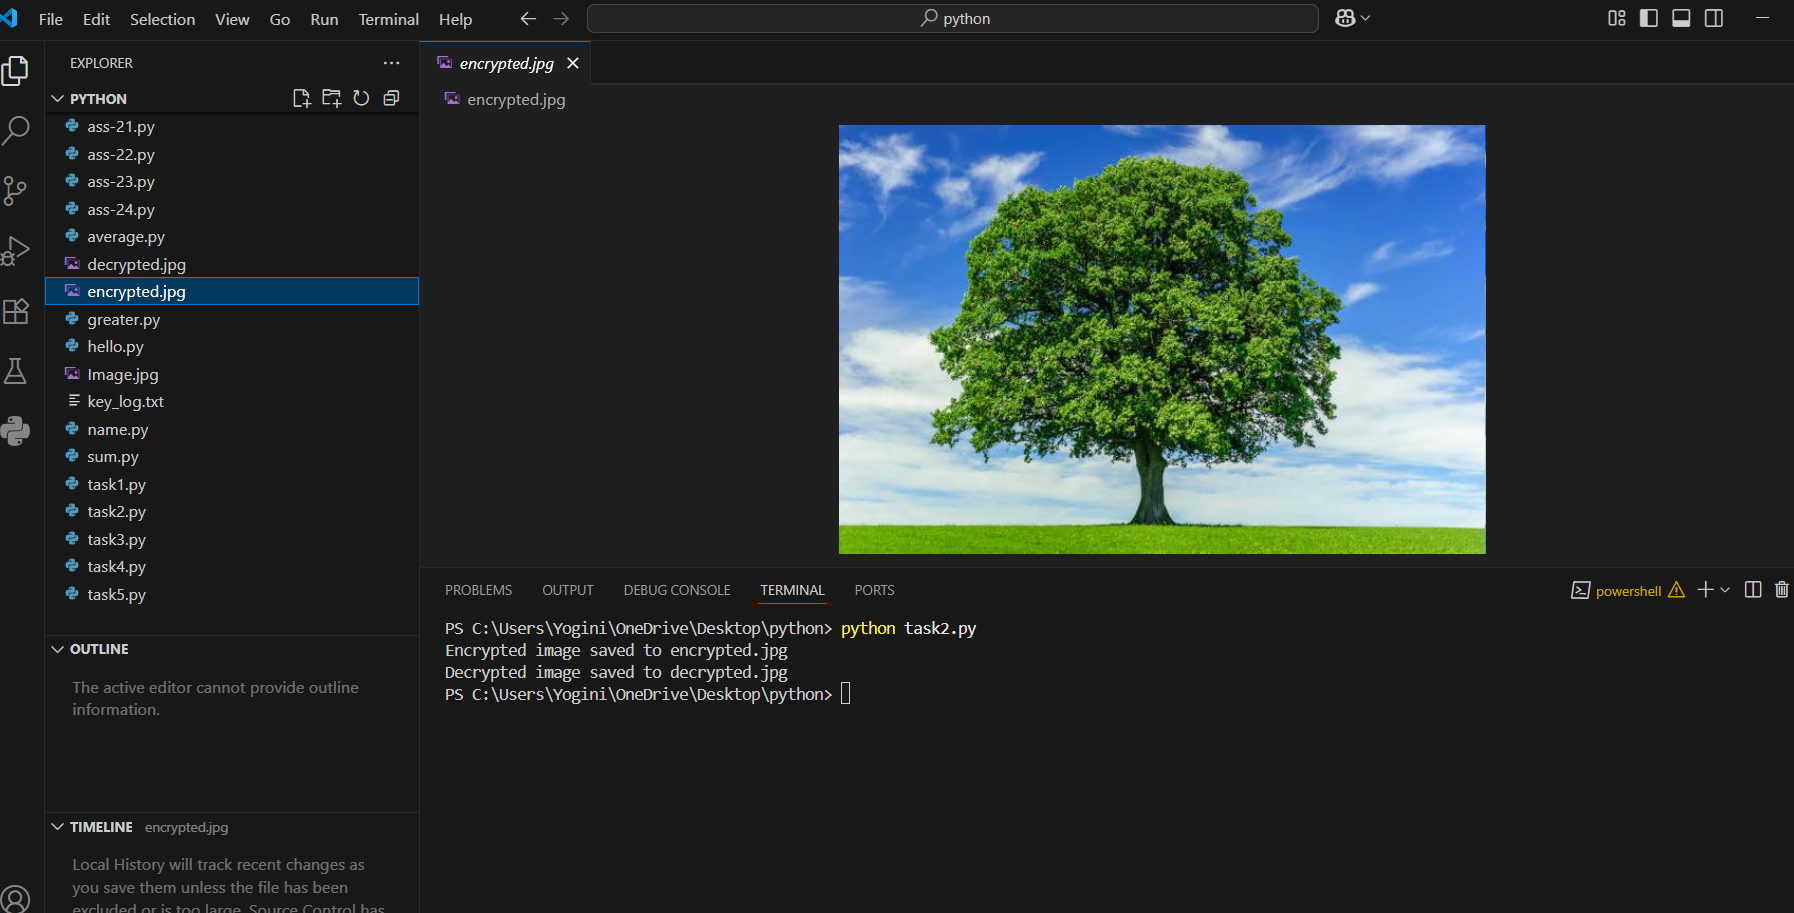 File Edit Selection View Go Run Terminal Help
python
EXPLORER
PYTHON
ass-21.py
ass-22.py
ass-23.py
ass-24.py
average.py
decrypted.jpg
encrypted.jpg
greater.py
hello.py
Image.jpg
key_log.txt
name.py
sum.py
task1.py
task2.py
task3.py
task4.py
task5.py
OUTLINE
The active editor cannot provide outline
information.
TIMELINE encrypted.jpg
Local History will track recent changes as
you save them unless the file has been
excluded or is too large. Source Control has
encrypted.jpg
encrypted.jpg
PROBLEMS OUTPUT DEBUG CONSOLE TERMINAL PORTS
powershell
PS C:\Users\Yogini\OneDrive\Desktop\python> python task2.py
Encrypted image saved to encrypted.jpg
Decrypted image saved to decrypted.jpg
PS C:\Users\Yogini\OneDrive\Desktop\python>